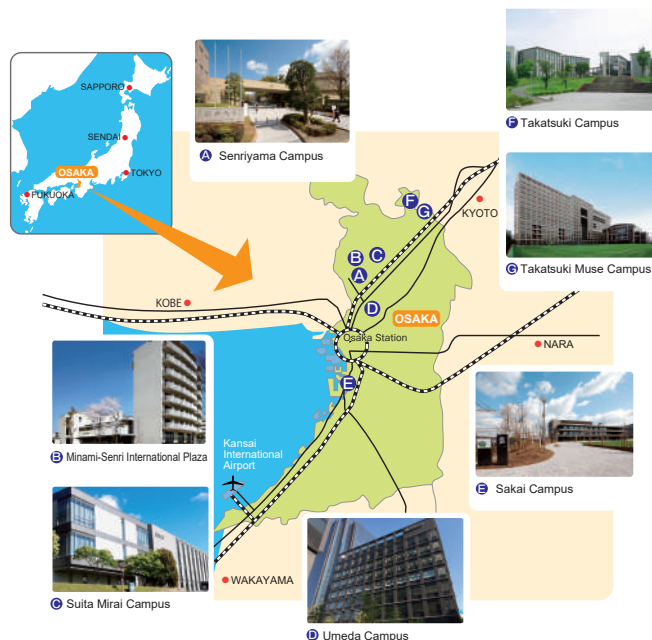 SAPPORO
SENDAI
OSAKA
TOKYO
FUKUOKA
A Senriyama Campus
F Takatsuki Campus
F
G
KYOTO
B
C
A
G Takatsuki Muse Campus
KOBE
D
OSAKA
Osaka Station
NARA
E
B Minami-Senri International Plaza
Kansai
International
Airport
E Sakai Campus
WAKAYAMA
C Suita Mirai Campus
D Umeda Campus